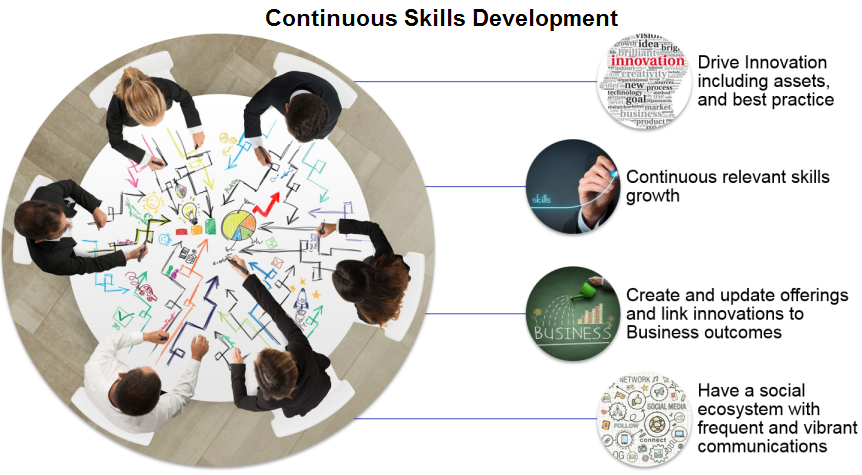 Continuous Skills Development
vision
growth idea bright
brilliant
innovation
creativity
new process
technology
goal
market
business
product
Drive Innovation
including assets,
and best practice
skills
Continuous relevant skills
growth
BUSINESS
Create and update offerings
and link innovations to
Business outcomes
NETWORK
SOCIAL MEDIA
FOLLOW
connect
Have a social
ecosystem with
frequent and vibrant
communications